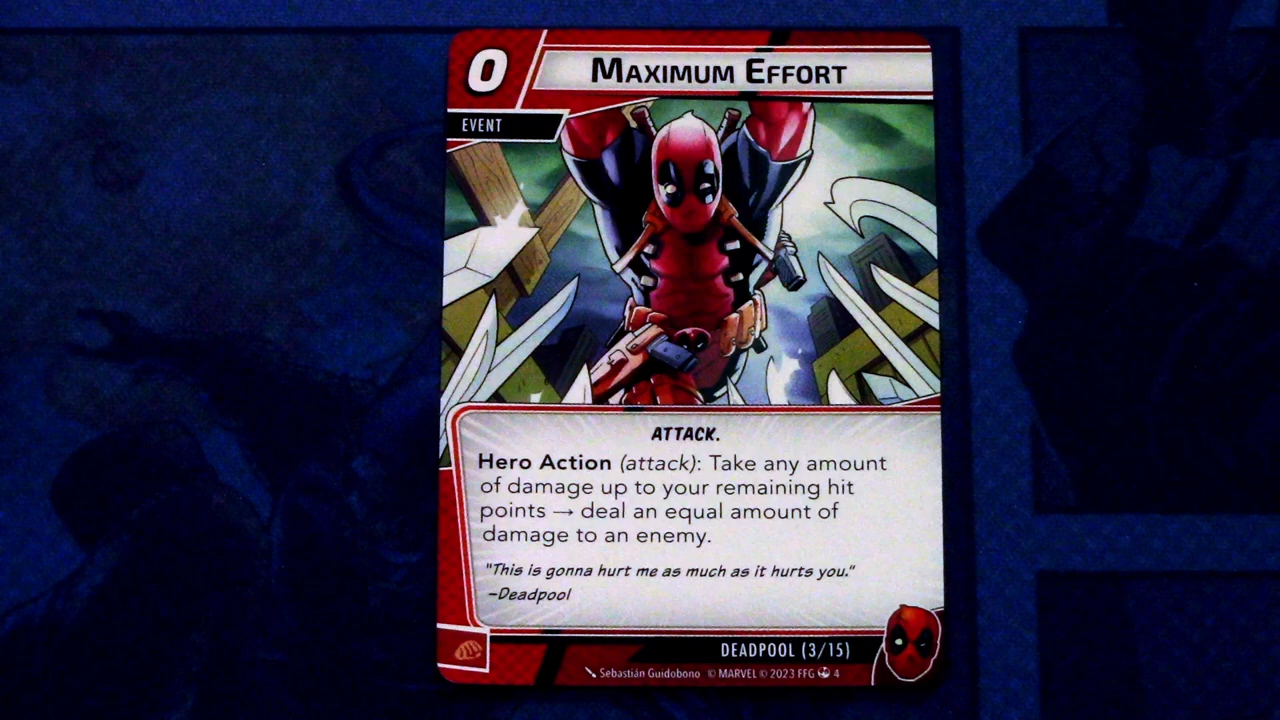 0
MAXIMUM EFFORT
EVENT
ATTACK.
Hero Action (attack): Take any amount
of damage up to your remaining hit
points → deal an equal amount of
damage to an enemy.
"This is gonna hurt me as much as it hurts you."
–Deadpool
DEADPOOL (3/15)
Sebastián Guidobono © MARVEL © 2023 FFG 4